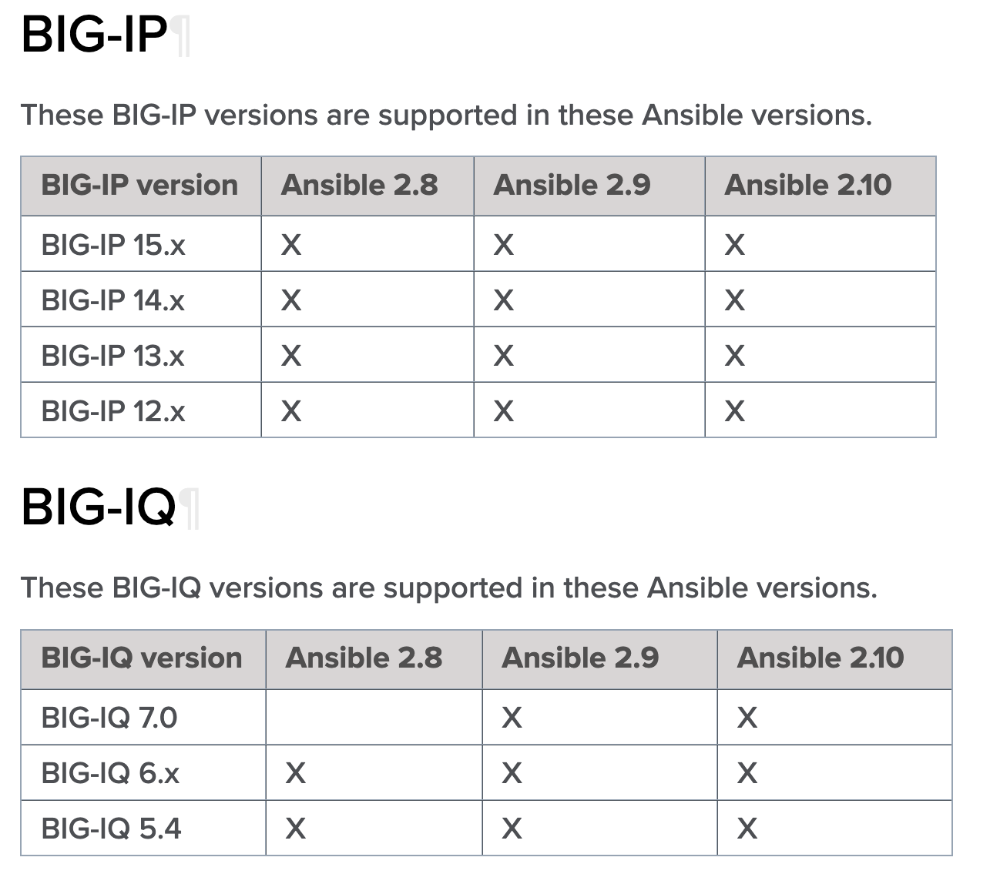 BIG-IP¶
These BIG-IP versions are supported in these Ansible versions.
BIG-IP version Ansible 2.8 Ansible 2.9 Ansible 2.10
BIG-IP 15.x X X X
BIG-IP 14.x X X X
BIG-IP 13.x X X X
BIG-IP 12.x X X X
BIG-IQ¶
These BIG-IQ versions are supported in these Ansible versions.
BIG-IQ version Ansible 2.8 Ansible 2.9 Ansible 2.10
BIG-IQ 7.0 X X
BIG-IQ 6.x X X X
BIG-IQ 5.4 X X X